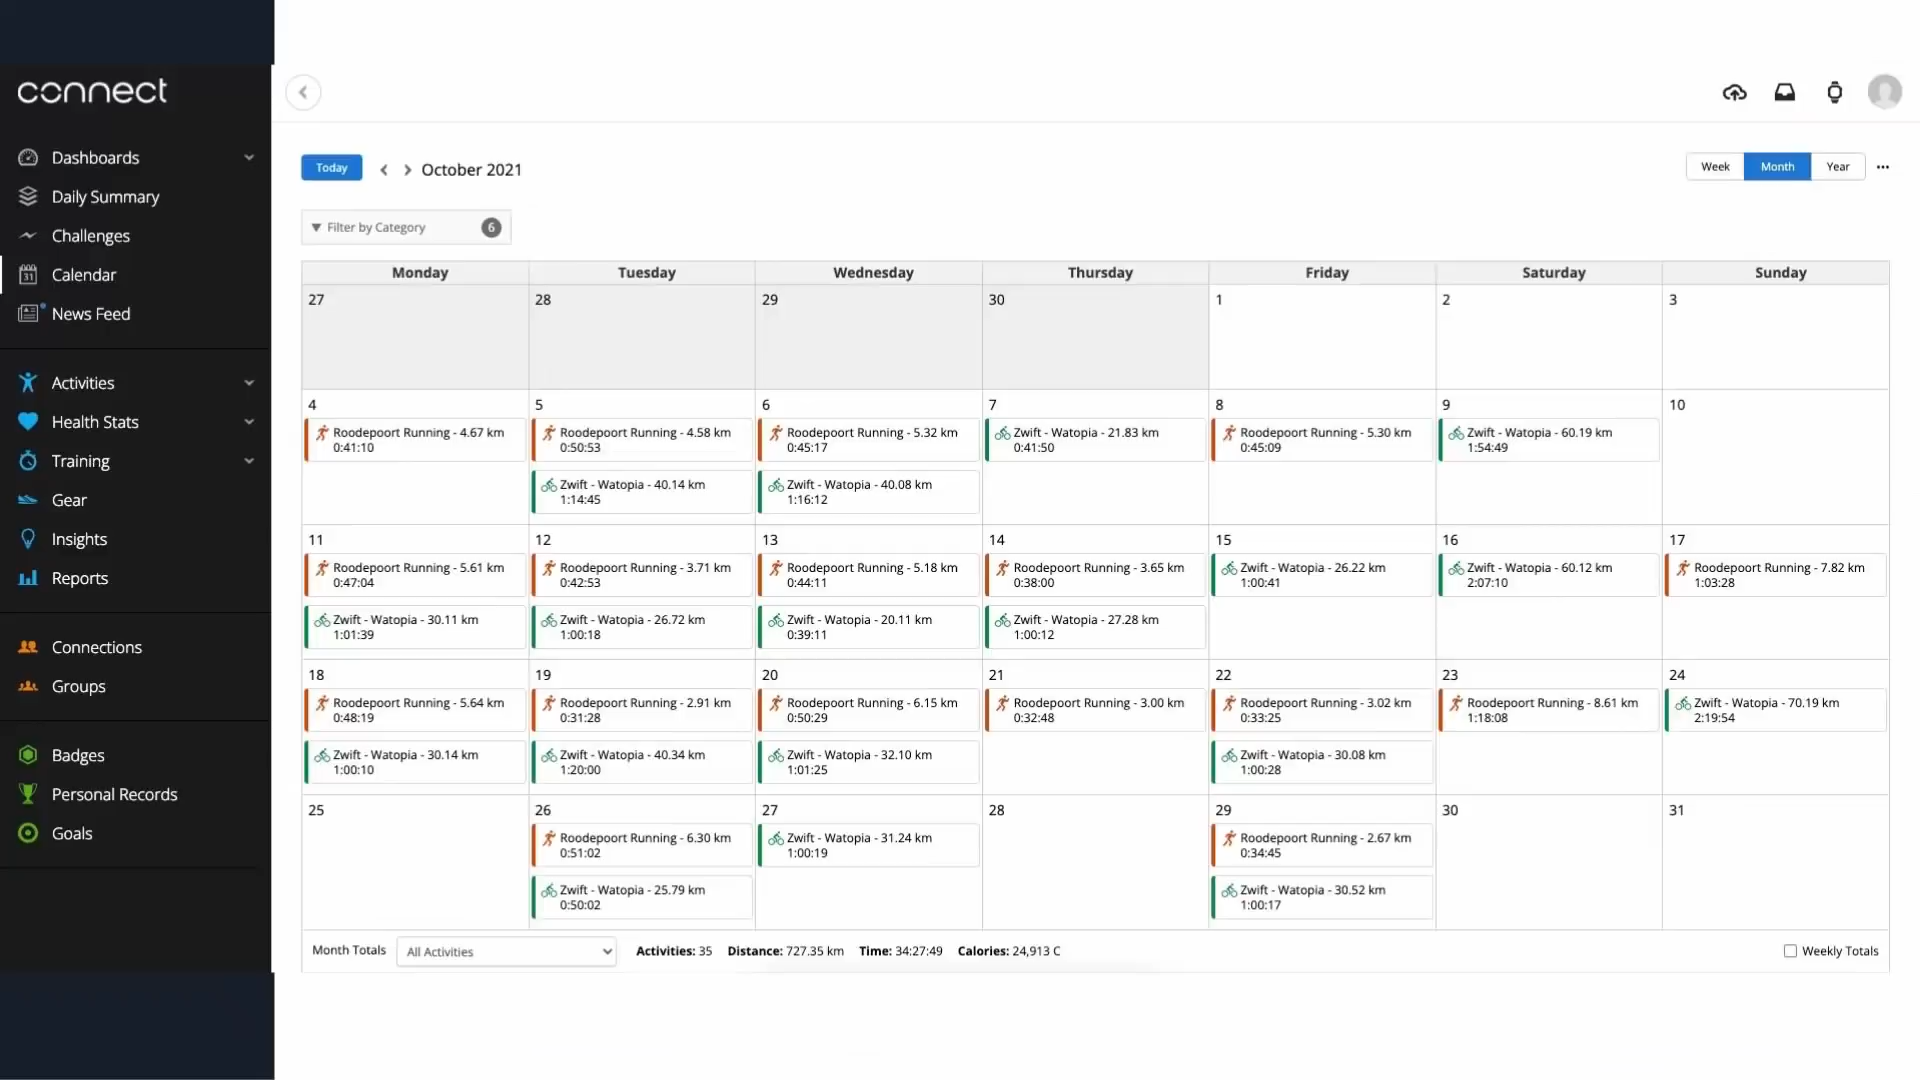 connect
Dashboards
Daily Summary
Challenges
31
Calendar
News Feed
Activities
Health Stats
Training
Gear
Insights
Reports
Connections
Groups
Badges
Personal Records
Goals
Today
October 2021
Week Month Year
Filter by Category 6
Monday Tuesday Wednesday Thursday Friday Saturday Sunday
27 28 29 30 1 2 3
4
Roodepoort Running - 4.67 km
0:41:10
5
Roodepoort Running - 4.58 km
0:50:53
Zwift - Watopia - 40.14 km
1:14:45
6
Roodepoort Running - 5.32 km
0:45:17
Zwift - Watopia - 40.08 km
1:16:12
7
Zwift - Watopia - 21.83 km
0:41:50
8
Roodepoort Running - 5.30 km
0:45:09
9
Zwift - Watopia - 60.19 km
1:54:49
10
11
Roodepoort Running - 5.61 km
0:47:04
Zwift - Watopia - 30.11 km
1:01:39
12
Roodepoort Running - 3.71 km
0:42:53
Zwift - Watopia - 26.72 km
1:00:18
13
Roodepoort Running - 5.18 km
0:44:11
Zwift - Watopia - 20.11 km
0:39:11
14
Roodepoort Running - 3.65 km
0:38:00
Zwift - Watopia - 27.28 km
1:00:12
15
Zwift - Watopia - 26.22 km
1:00:41
16
Zwift - Watopia - 60.12 km
2:07:10
17
Roodepoort Running - 7.82 km
1:03:28
18
Roodepoort Running - 5.64 km
0:48:19
Zwift - Watopia - 30.14 km
1:00:10
19
Roodepoort Running - 2.91 km
0:31:28
Zwift - Watopia - 40.34 km
1:20:00
20
Roodepoort Running - 6.15 km
0:50:29
Zwift - Watopia - 32.10 km
1:01:25
21
Roodepoort Running - 3.00 km
0:32:48
22
Roodepoort Running - 3.02 km
0:33:25
Zwift - Watopia - 30.08 km
1:00:28
23
Roodepoort Running - 8.61 km
1:18:08
24
Zwift - Watopia - 70.19 km
2:19:54
25
26
Roodepoort Running - 6.30 km
0:51:02
Zwift - Watopia - 25.79 km
0:50:02
27
Zwift - Watopia - 31.24 km
1:00:19
28
29
Roodepoort Running - 2.67 km
0:34:45
Zwift - Watopia - 30.52 km
1:00:17
30
31
Month Totals All Activities Activities: 35 Distance: 727.35 km Time: 34:27:49 Calories: 24,913 C Weekly Totals